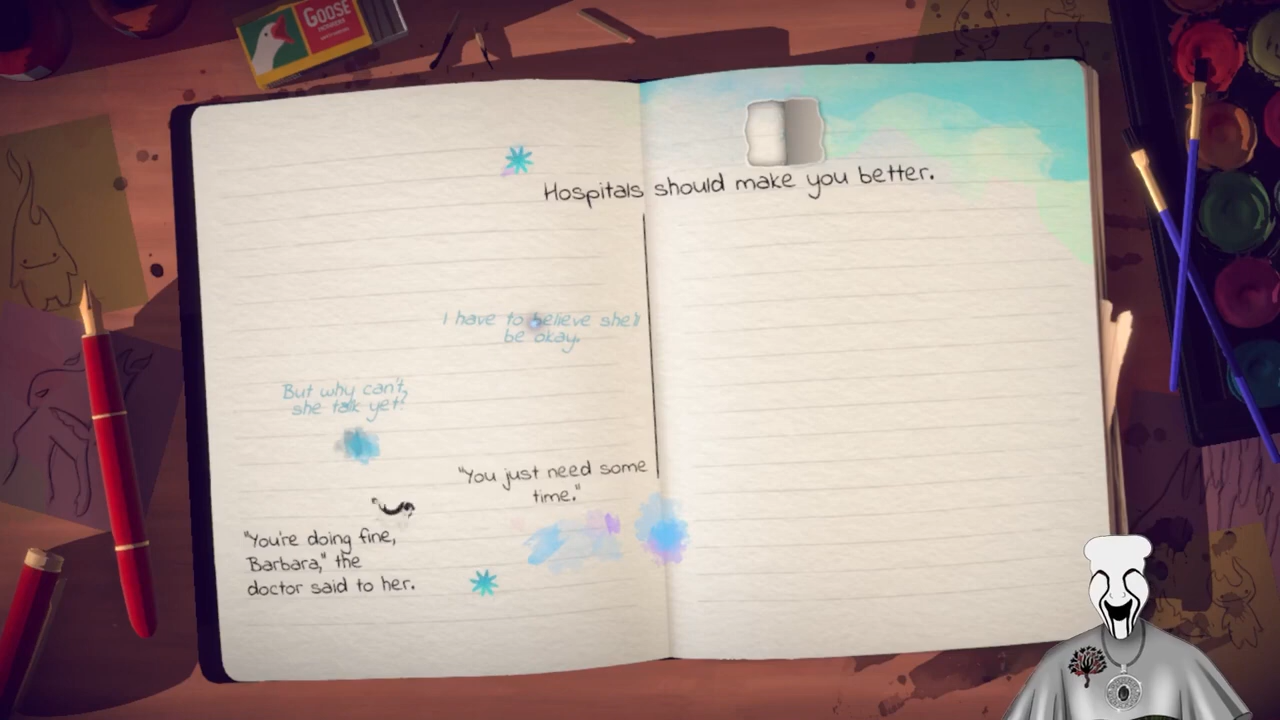 GOOSE
Hospitals should make you better.
I have to believe she'll
be okay.
But why can't
she talk yet?
"You just need some
time."
"You're doing fine,
Barbara," the
doctor said to her.